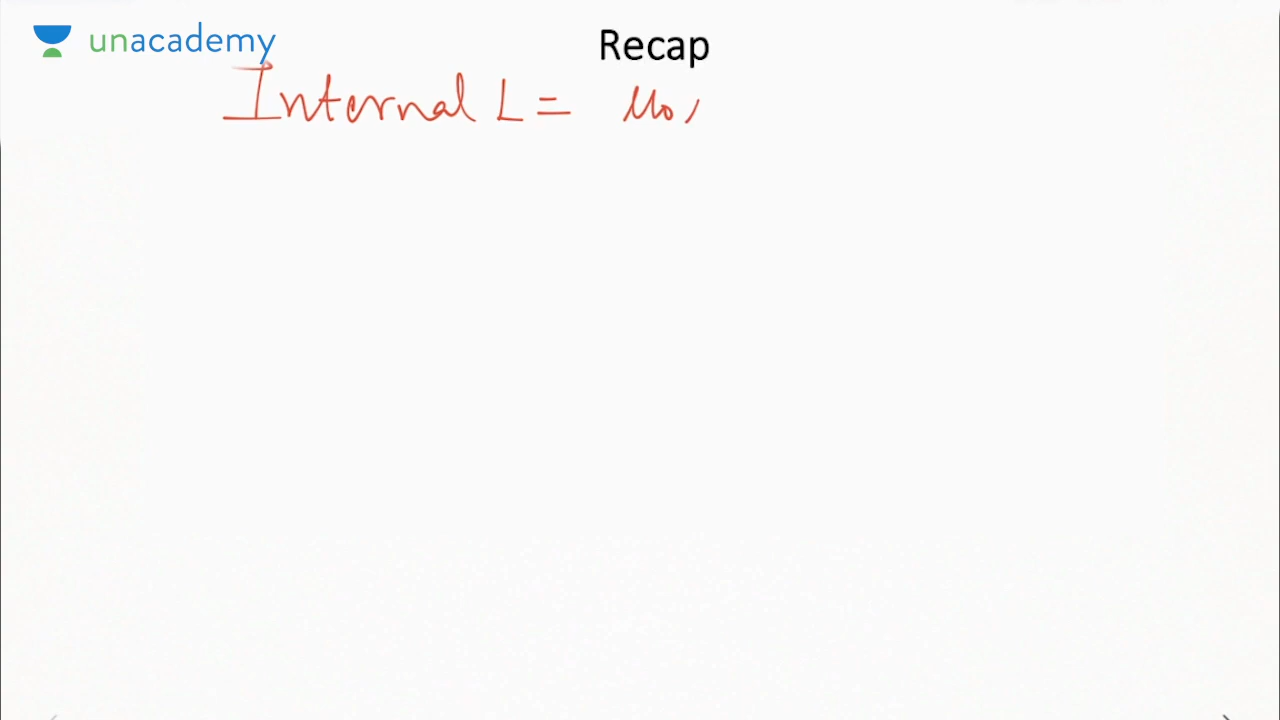 unacademy
Recap
Internal L = μ₀